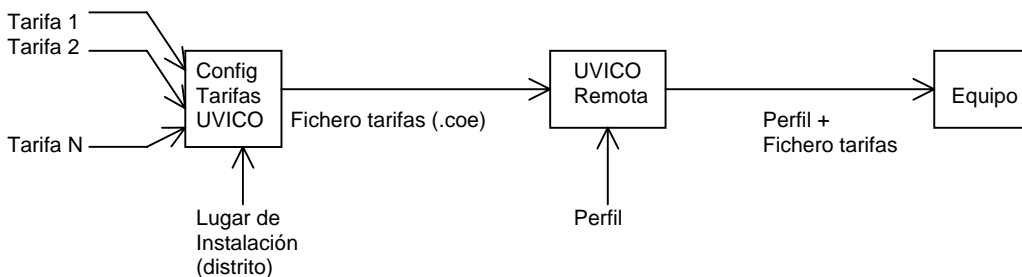 Tarifa 1
Tarifa 2
Tarifa N
Config
Tarifas
UVICO
Lugar de
Instalación
(distrito)
Fichero tarifas (.coe)
UVICO
Remota
Perfil
Perfil +
Fichero tarifas
Equipo